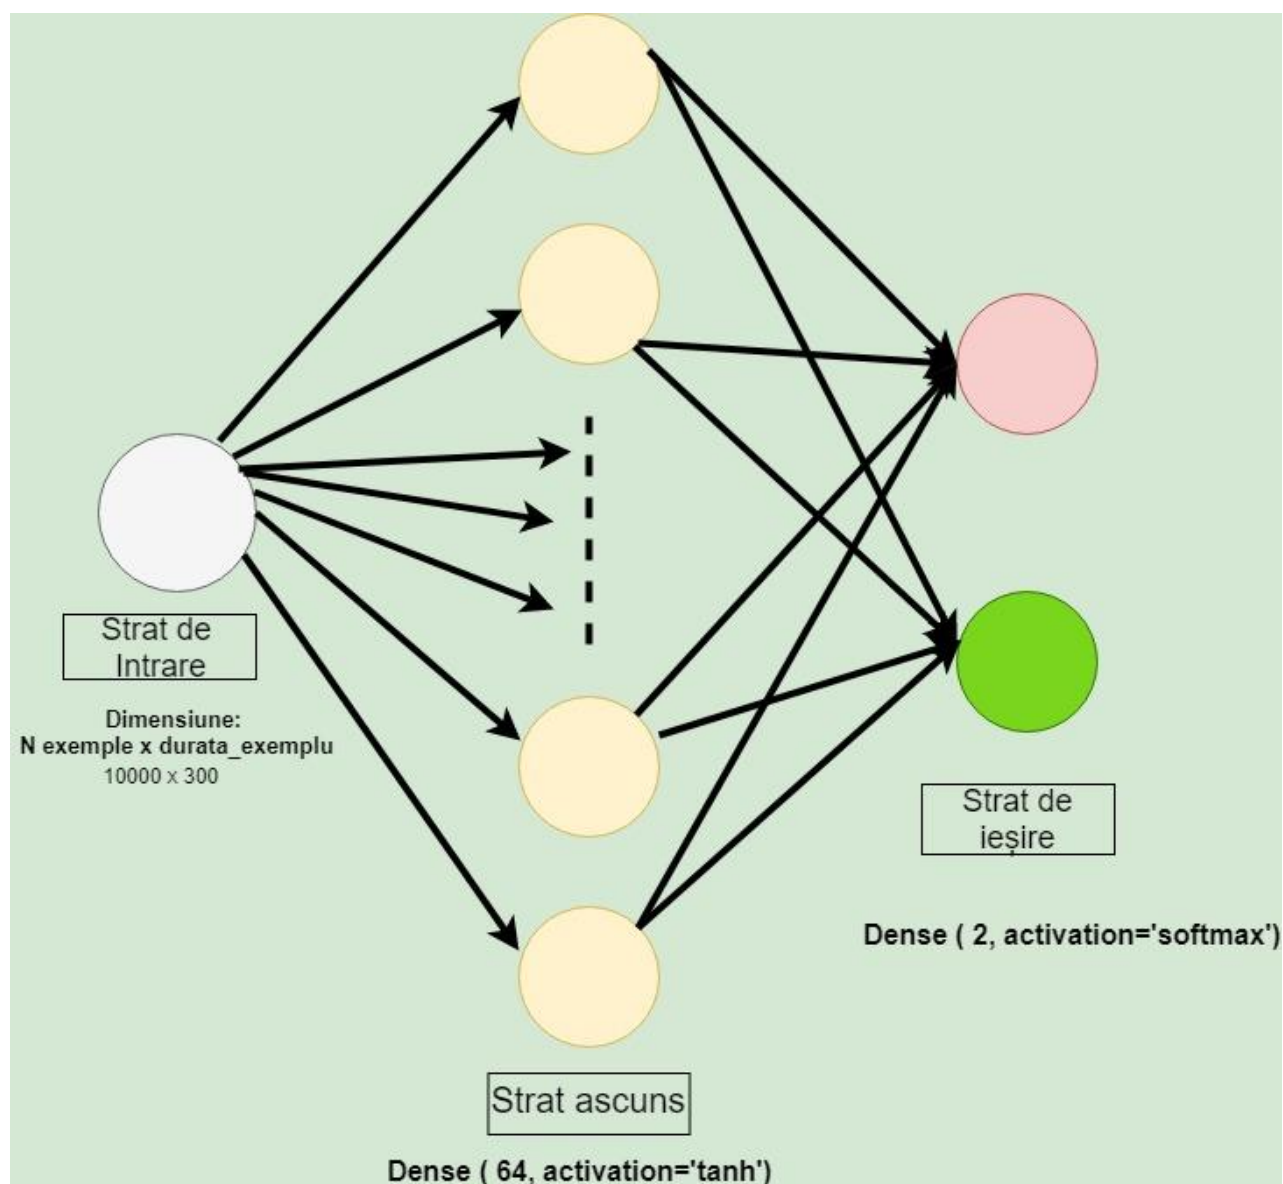 Strat de
Intrare
Dimensiune:
N exemple x durata_exemplu
10000 x 300
Strat de
ieșire
Dense ( 2, activation='softmax')
Strat ascuns
Dense ( 64, activation='tanh')